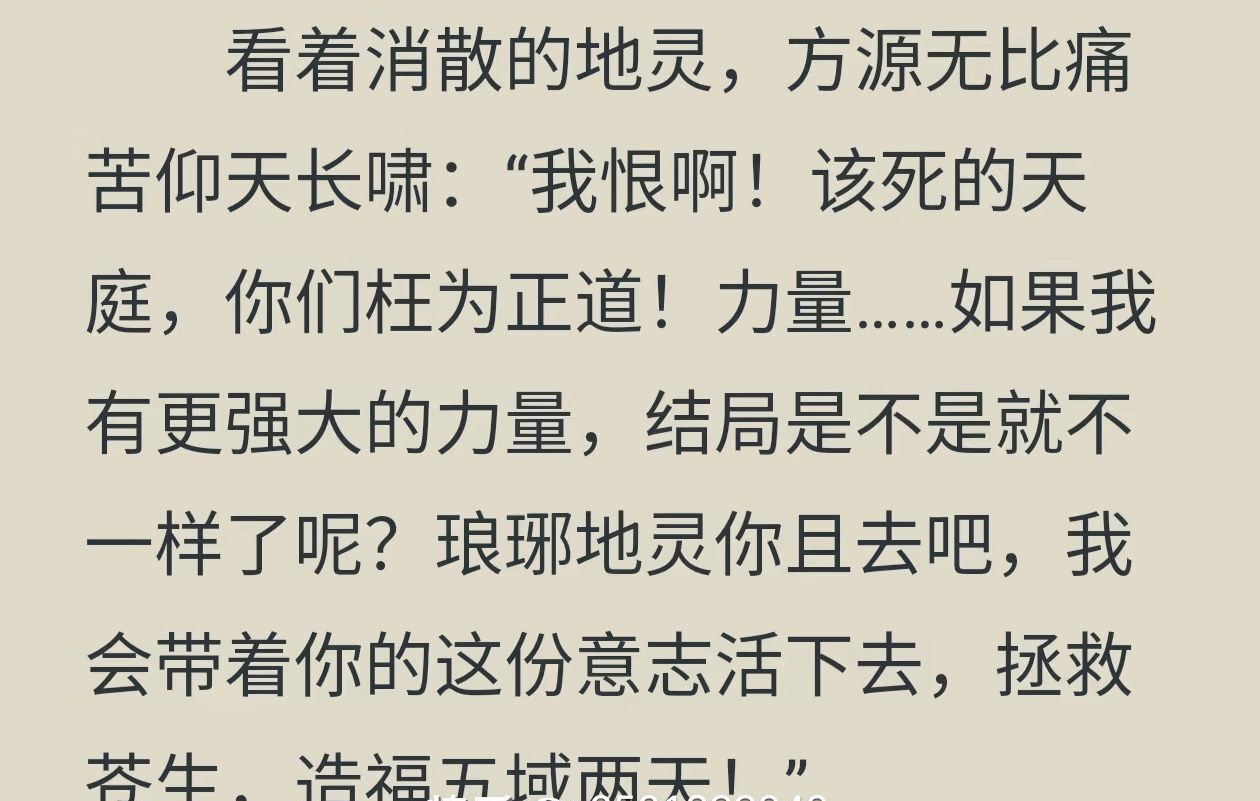 看着消散的地灵，方源无比痛
苦仰天长啸：“我恨啊！该死的天
庭，你们枉为正道！力量……如果我
有更强大的力量，结局是不是就不
一样了呢？琅琊地灵你且去吧，我
会带着你的这份意志活下去，拯救
苍生，造福五域两天！”